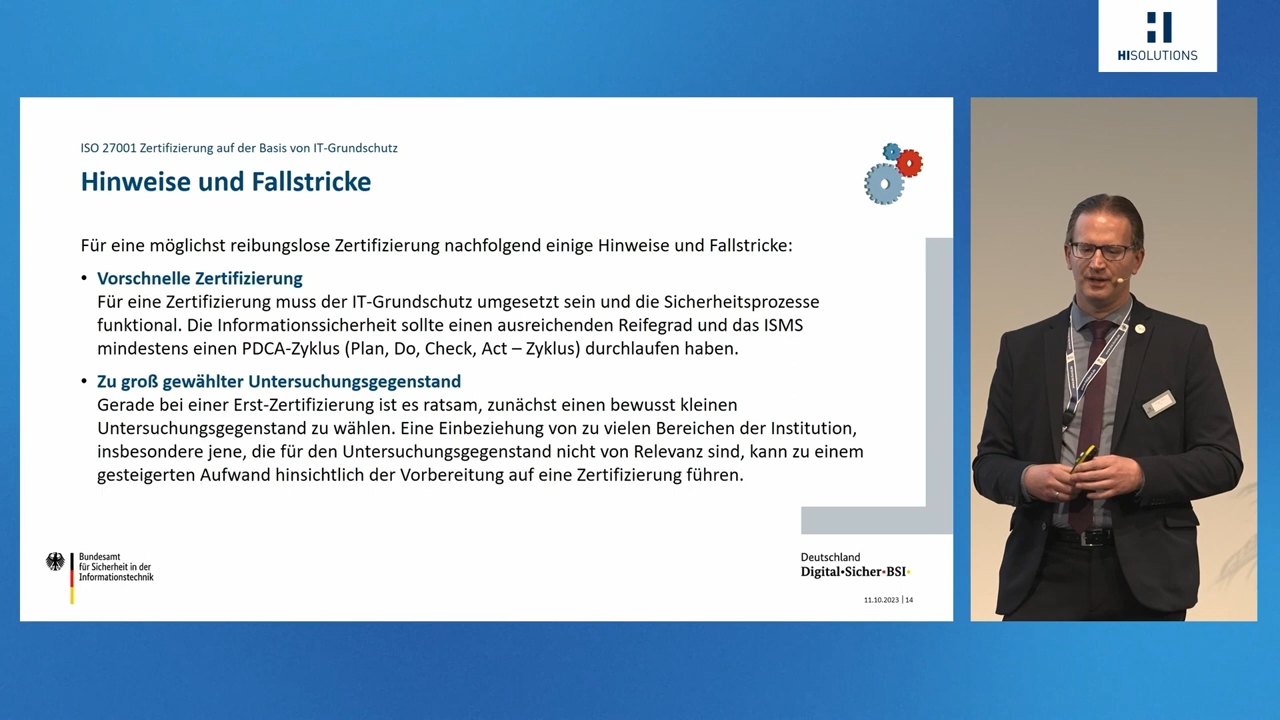 HISOLUTIONS
ISO 27001 Zertifizierung auf der Basis von IT-Grundschutz
Hinweise und Fallstricke
Für eine möglichst reibungslose Zertifizierung nachfolgend einige Hinweise und Fallstricke:
• Vorschnelle Zertifizierung
Für eine Zertifizierung muss der IT-Grundschutz umgesetzt sein und die Sicherheitsprozesse
funktional. Die Informationssicherheit sollte einen ausreichenden Reifegrad und das ISMS
mindestens einen PDCA-Zyklus (Plan, Do, Check, Act – Zyklus) durchlaufen haben.
• Zu groß gewählter Untersuchungsgegenstand
Gerade bei einer Erst-Zertifizierung ist es ratsam, zunächst einen bewusst kleinen
Untersuchungsgegenstand zu wählen. Eine Einbeziehung von zu vielen Bereichen der Institution,
insbesondere jene, die für den Untersuchungsgegenstand nicht von Relevanz sind, kann zu einem
gesteigerten Aufwand hinsichtlich der Vorbereitung auf eine Zertifizierung führen.
Bundesamt
für Sicherheit in der
Informationstechnik
Deutschland
Digital•Sicher•BSI•
11.10.2023 | 14